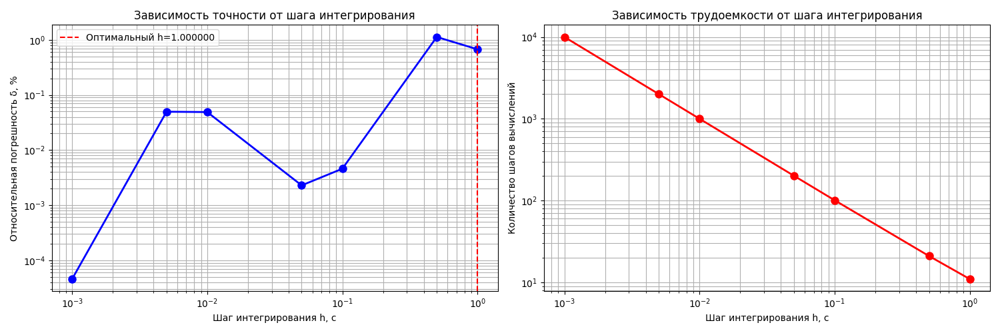 Зависимость точности от шага интегрирования
Оптимальный h=1.000000
Относительная погрешность δ, %
10⁰
10⁻¹
10⁻²
10⁻³
10⁻⁴
10⁻³ 10⁻² 10⁻¹ 10⁰
Шаг интегрирования h, с
Зависимость трудоемкости от шага интегрирования
Количество шагов вычислений
10⁴
10³
10²
10¹
10⁻³ 10⁻² 10⁻¹ 10⁰
Шаг интегрирования h, с